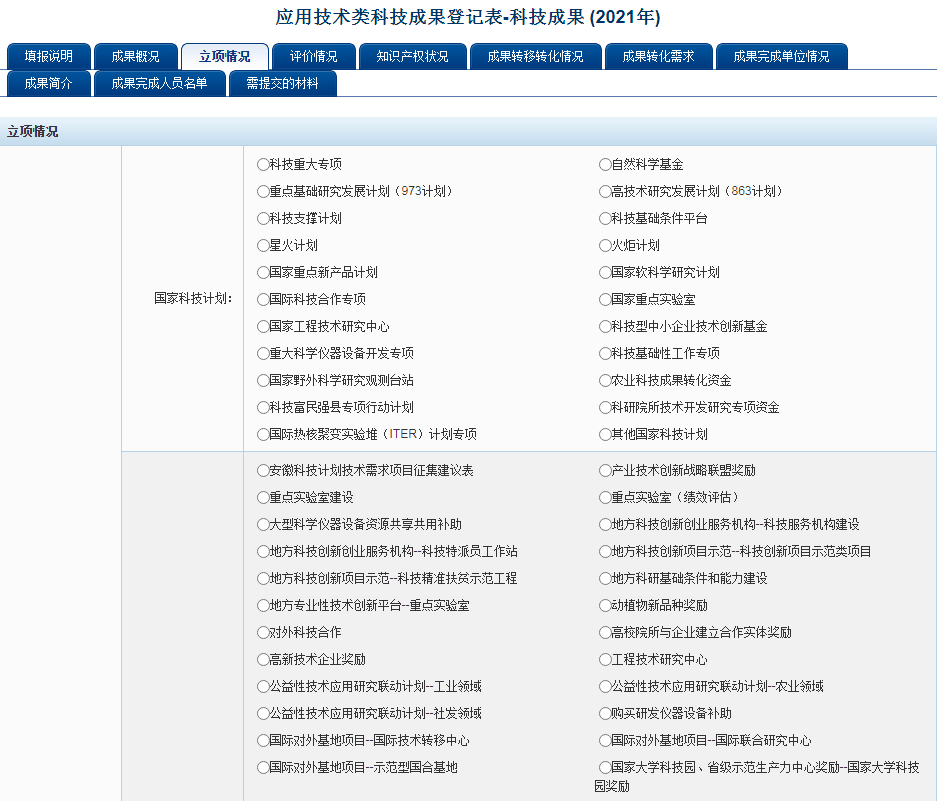 应用技术类科技成果登记表-科技成果 (2021年)
填报说明 成果概况 立项情况 评价情况 知识产权状况 成果转移转化情况 成果转化需求 成果完成单位情况
成果简介 成果完成人员名单 需提交的材料
立项情况
科技重大专项 自然科学基金
重点基础研究发展计划（973计划） 高技术研究发展计划（863计划）
科技支撑计划 科技基础条件平台
星火计划 火炬计划
国家重点新产品计划 国家软科学研究计划
国家科技计划： 国际科技合作专项 国家重点实验室
国家工程技术研究中心 科技型中小企业技术创新基金
重大科学仪器设备开发专项 科技基础性工作专项
国家野外科学研究观测台站 农业科技成果转化资金
科技富民强县专项行动计划 科研院所技术开发研究专项资金
国际热核聚变实验堆（ITER）计划专项 其他国家科技计划
安徽科技计划技术需求项目征集建议表 产业技术创新战略联盟奖励
重点实验室建设 重点实验室（绩效评估）
大型科学仪器设备资源共享共用补助 地方科技创新创业服务机构--科技服务机构建设
地方科技创新创业服务机构--科技特派员工作站 地方科技创新项目示范--科技创新项目示范类项目
地方科技创新项目示范--科技精准扶贫示范工程 地方科研基础条件和能力建设
地方专业性技术创新平台--重点实验室 动植物新品种奖励
对外科技合作 高校院所与企业建立合作实体奖励
高新技术企业奖励 工程技术研究中心
公益性技术应用研究联动计划--工业领域 公益性技术应用研究联动计划--农业领域
公益性技术应用研究联动计划--社发领域 购买研发仪器设备补助
国际对外基地项目--国际技术转移中心 国际对外基地项目--国际联合研究中心
国际对外基地项目--示范型国合基地 国家大学科技园、省级示范生产力中心奖励--国家大学科技
园奖励